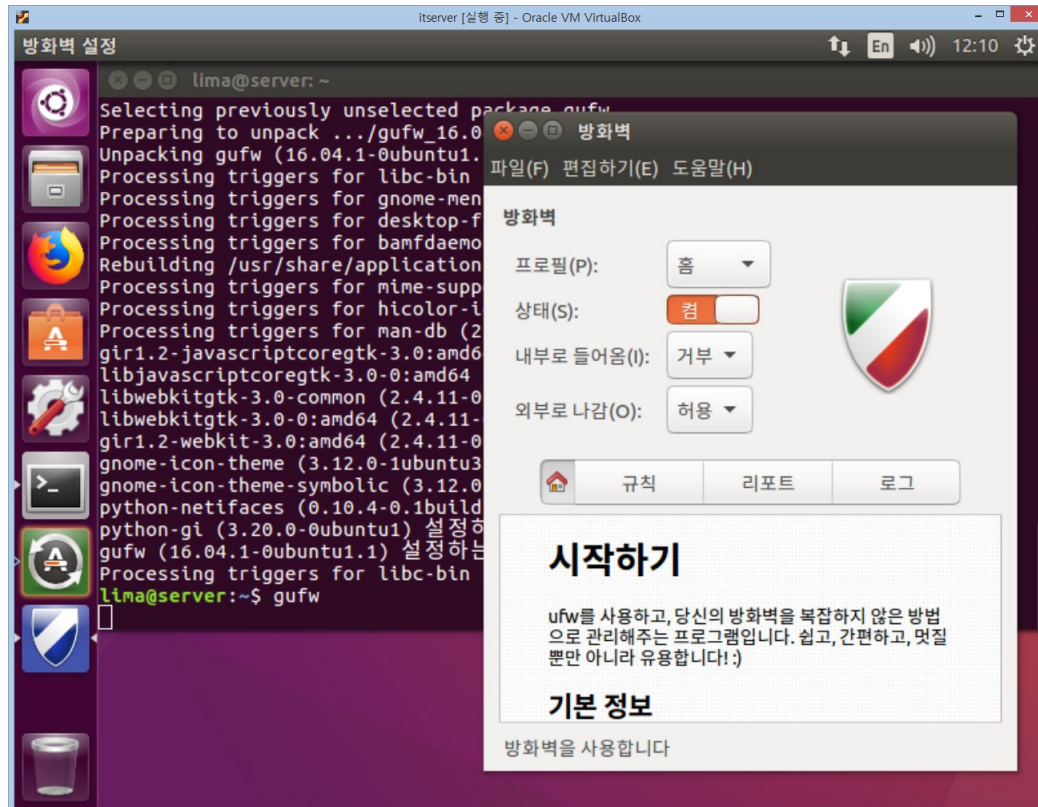 itserver [실행 중] - Oracle VM VirtualBox
방화벽 설정
En
12:10
lima@server: ~
Selecting previously unselected package gufw.
Preparing to unpack .../gufw_16.0
Unpacking gufw (16.04.1-0ubuntu1.
Processing triggers for libc-bin
Processing triggers for gnome-men
Processing triggers for desktop-f
Processing triggers for bamfdaemo
Rebuilding /usr/share/application
Processing triggers for mime-supp
Processing triggers for hicolor-i
Processing triggers for man-db (2
gir1.2-javascriptcoregtk-3.0:amd6
libjavascriptcoregtk-3.0-0:amd64
libwebkitgtk-3.0-common (2.4.11-0
libwebkitgtk-3.0-0:amd64 (2.4.11-
gir1.2-webkit-3.0:amd64 (2.4.11-0
gnome-icon-theme (3.12.0-1ubuntu3
gnome-icon-theme-symbolic (3.12.0
python-netifaces (0.10.4-0.1build
python-gi (3.20.0-0ubuntu1) 설정하
gufw (16.04.1-0ubuntu1.1) 설정하는
Processing triggers for libc-bin
lima@server:~$ gufw
방화벽
파일(F) 편집하기(E) 도움말(H)
방화벽
프로필(P): 홈
상태(S): 켬
내부로 들어옴(I): 거부
외부로 나감(O): 허용
규칙 리포트 로그
시작하기
ufw를 사용하고, 당신의 방화벽을 복잡하지 않은 방법
으로 관리해주는 프로그램입니다. 쉽고, 간편하고, 멋질
뿐만 아니라 유용합니다! :)
기본 정보
방화벽을 사용합니다